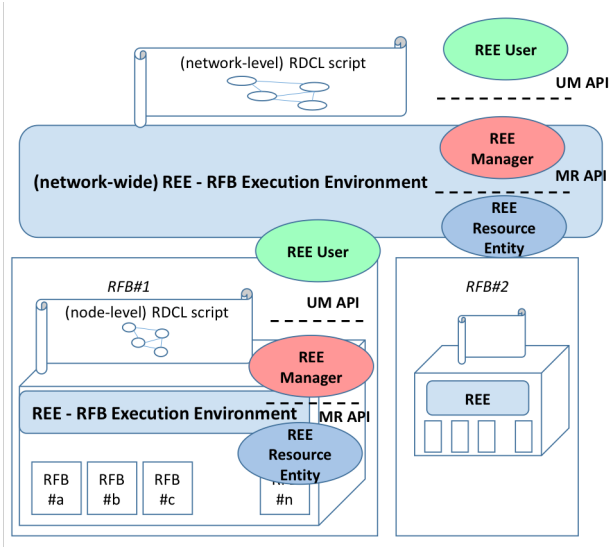 (network-level) RDCL script
REE User
UM API
REE
Manager
(network-wide) REE - RFB Execution Environment
MR API
REE
Resource
Entity
REE User
RFB#1
RFB#2
(node-level) RDCL script
UM API
REE
Manager
REE - RFB Execution Environment
MR API
REE
REE
Resource
Entity
RFB
#a
RFB
#b
RFB
#c
#n